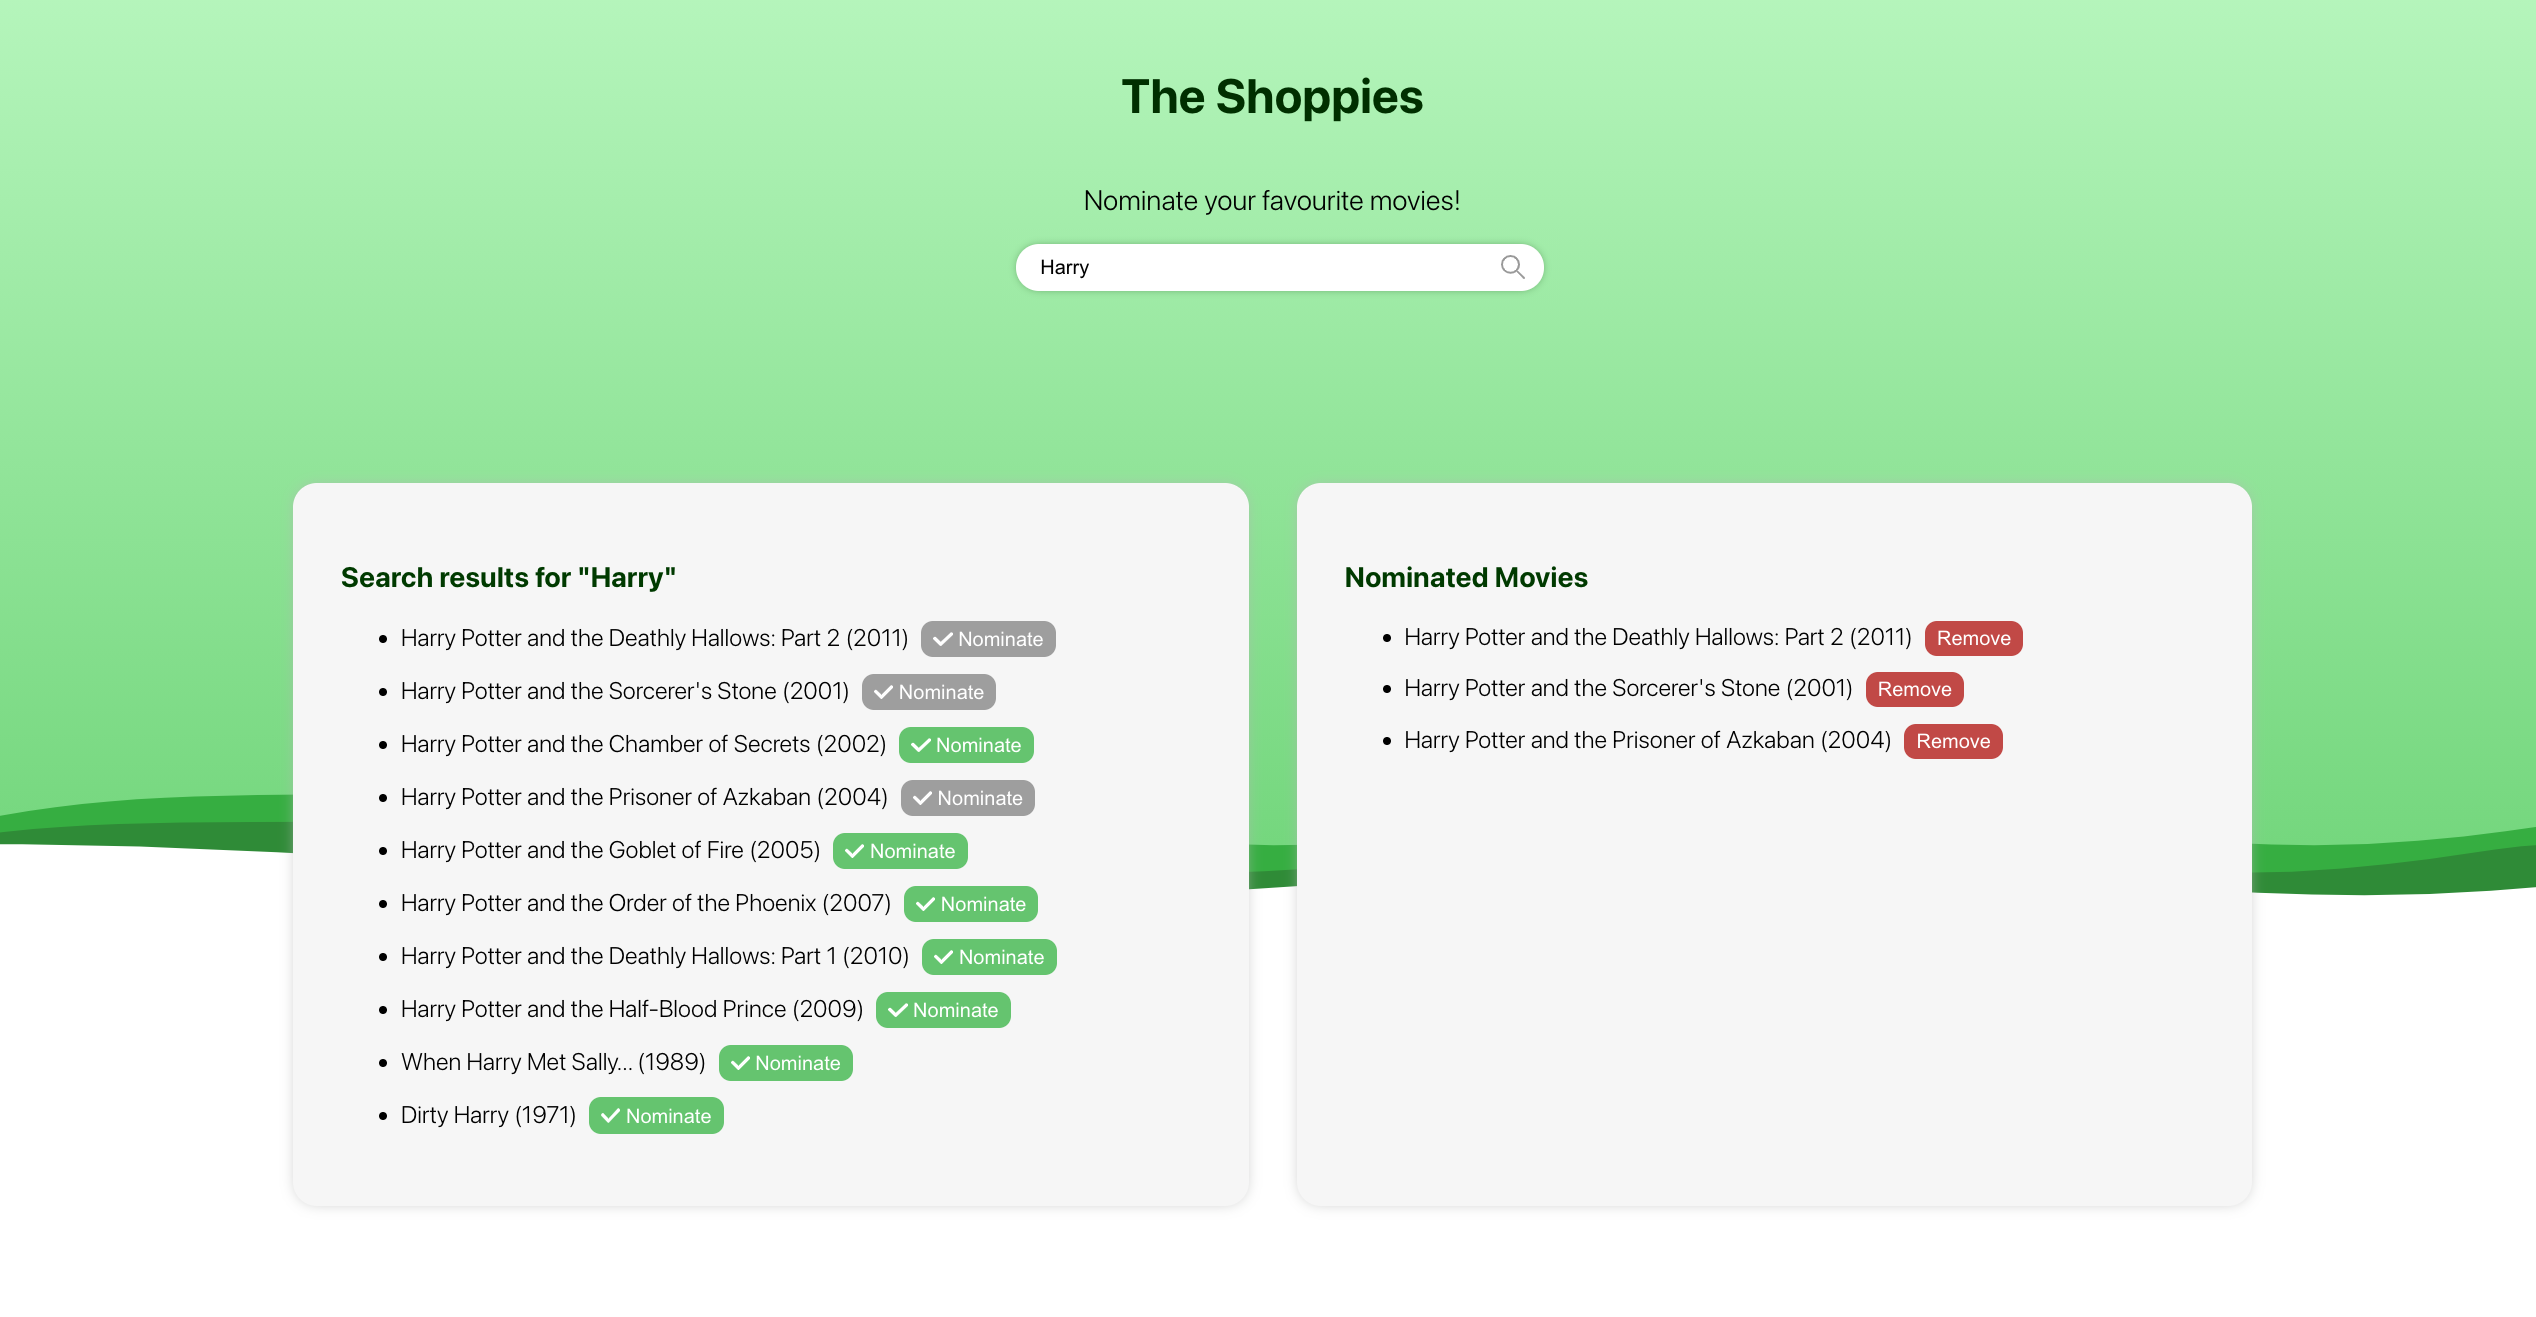 The Shoppies
Nominate your favourite movies!
Harry
Search results for "Harry"
Harry Potter and the Deathly Hallows: Part 2 (2011) Nominate
Harry Potter and the Sorcerer's Stone (2001) Nominate
Harry Potter and the Chamber of Secrets (2002) Nominate
Harry Potter and the Prisoner of Azkaban (2004) Nominate
Harry Potter and the Goblet of Fire (2005) Nominate
Harry Potter and the Order of the Phoenix (2007) Nominate
Harry Potter and the Deathly Hallows: Part 1 (2010) Nominate
Harry Potter and the Half-Blood Prince (2009) Nominate
When Harry Met Sally... (1989) Nominate
Dirty Harry (1971) Nominate
Nominated Movies
Harry Potter and the Deathly Hallows: Part 2 (2011) Remove
Harry Potter and the Sorcerer's Stone (2001) Remove
Harry Potter and the Prisoner of Azkaban (2004) Remove